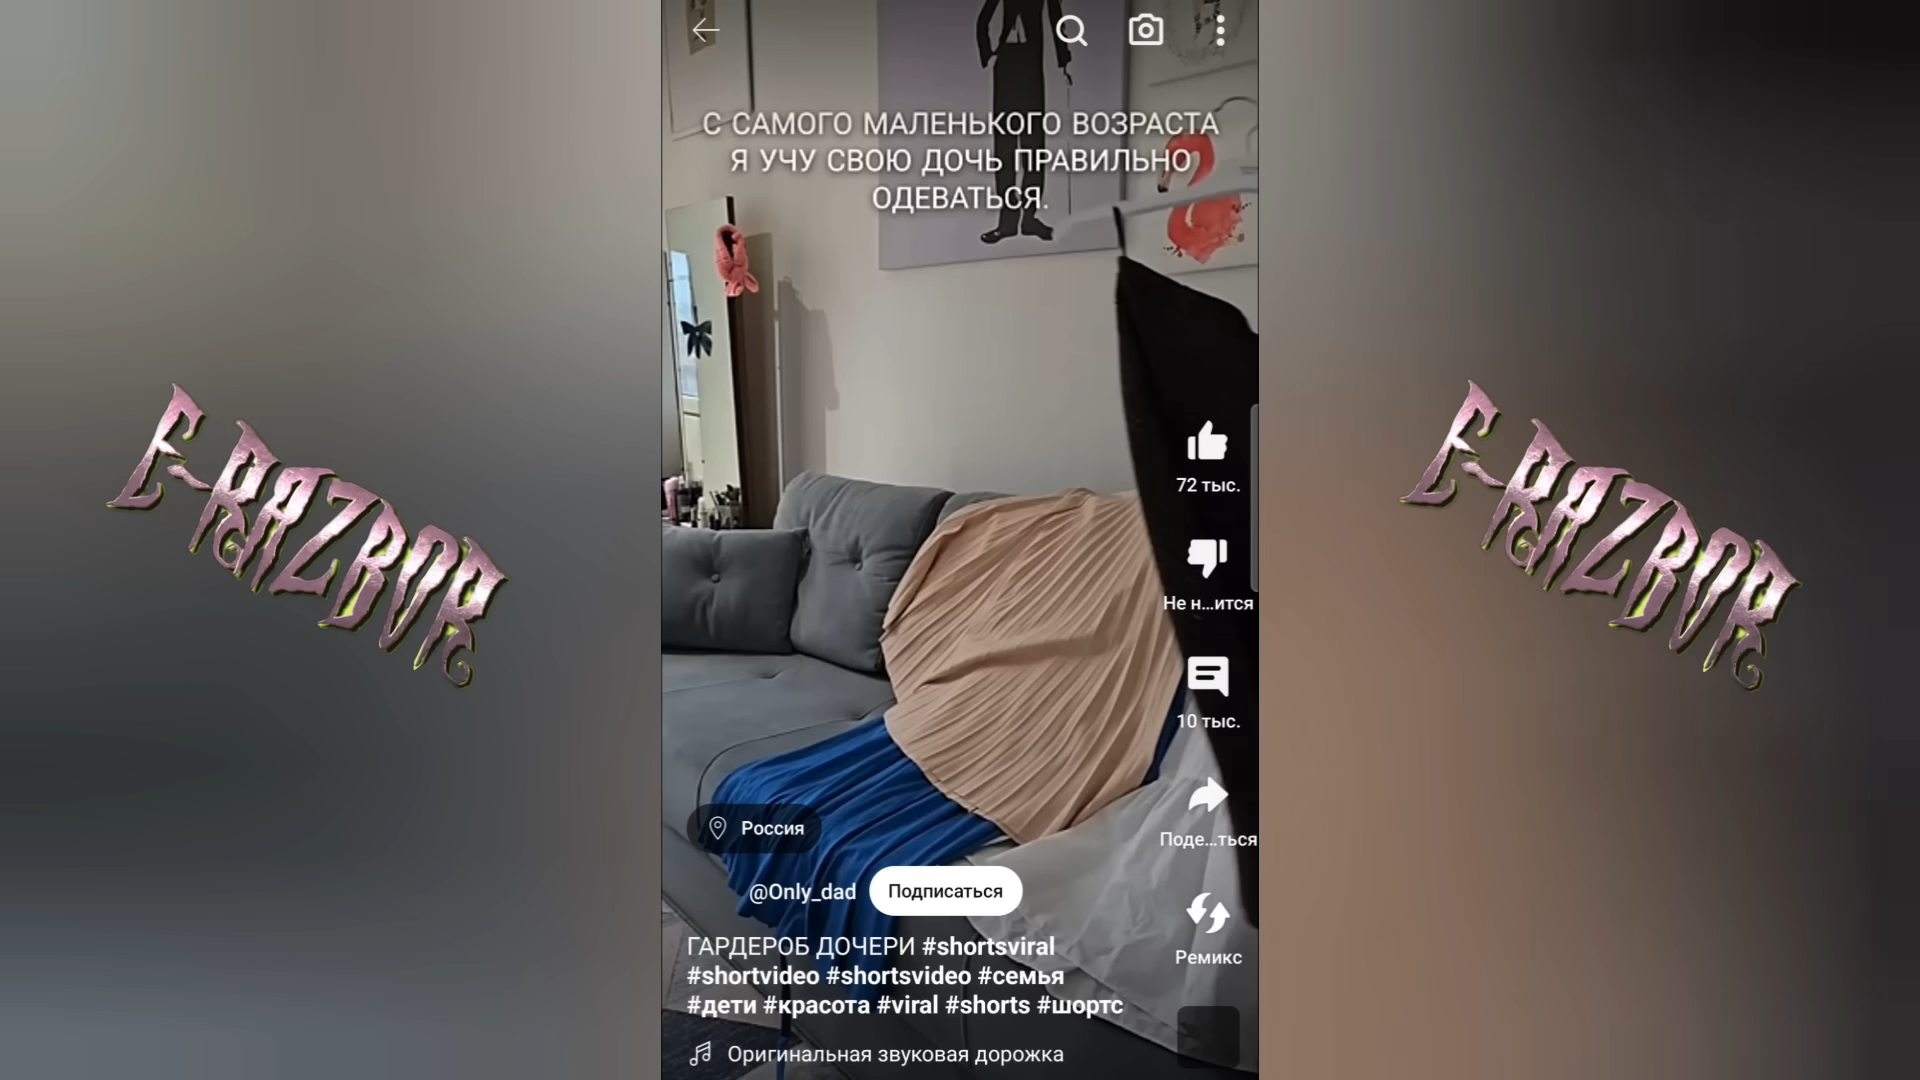 С САМОГО МАЛЕНЬКОГО ВОЗРАСТА
Я УЧУ СВОЮ ДОЧЬ ПРАВИЛЬНО
ОДЕВАТЬСЯ.
E-RAZBOR
E-RAZBOR
72 тыс.
Не н...ится
10 тыс.
Поде...ться
Ремикс
Россия
@Only_dad
Подписаться
ГАРДЕРОБ ДОЧЕРИ #shortsviral
#shortvideo #shortsvideo #семья
#дети #красота #viral #shorts #шортс
Оригинальная звуковая дорожка